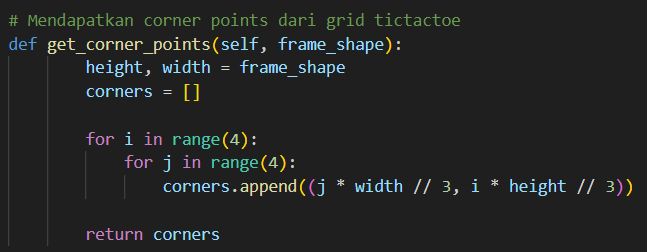 # Mendapatkan corner points dari grid tictactoe
def get_corner_points(self, frame_shape):
        height, width = frame_shape
        corners = []

        for i in range(4):
            for j in range(4):
                corners.append((j * width // 3, i * height // 3))

        return corners